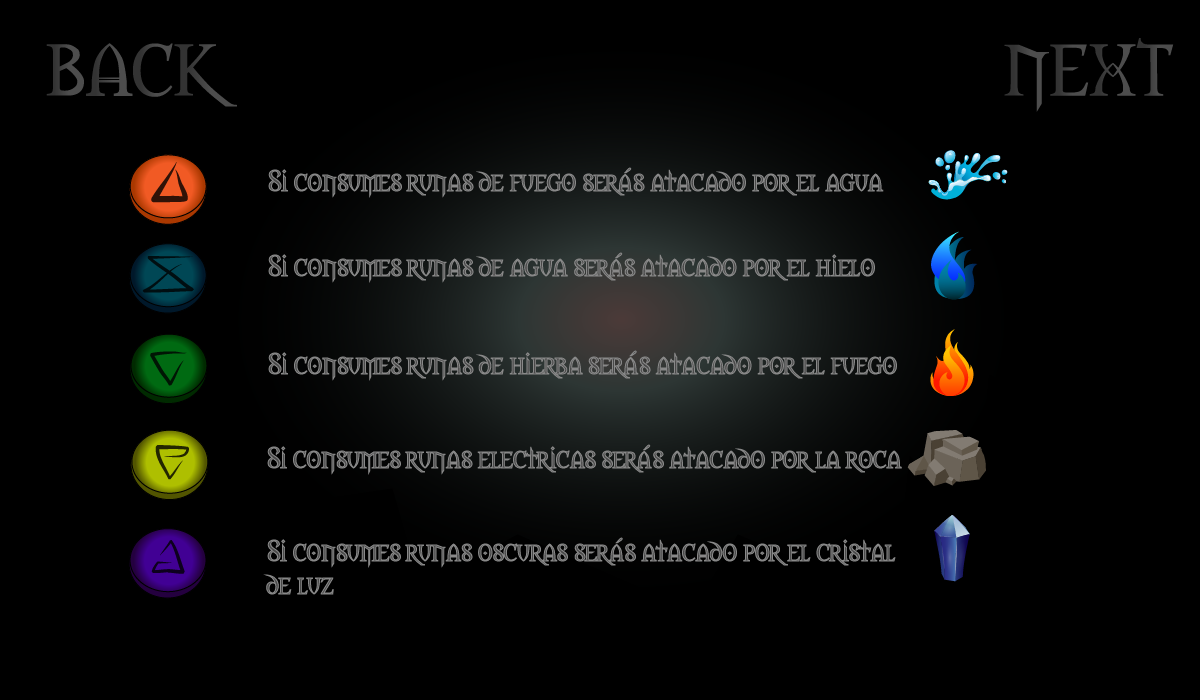 BACK
NEXT
Si consumes runas de fuego serás atacado por el agua
Si consumes runas de agua serás atacado por el hielo
Si consumes runas de hierba serás atacado por el fuego
Si consumes runas electricas serás atacado por la roca
Si consumes runas oscuras serás atacado por el cristal
de luz